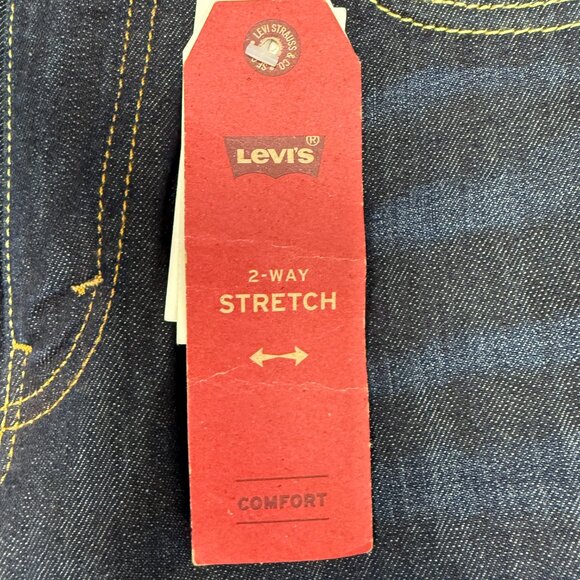 LEVI STRAUSS & CO
LEVI'S®
2-WAY
STRETCH
COMFORT